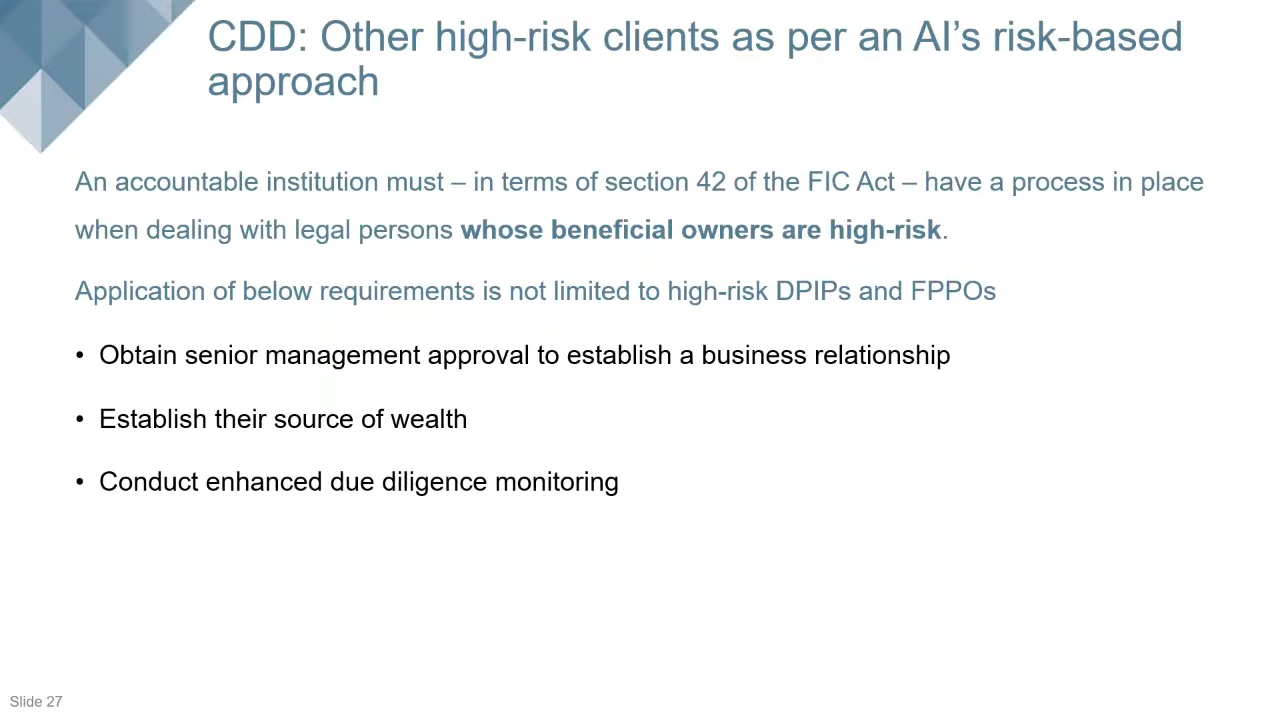 CDD: Other high-risk clients as per an AI's risk-based
approach
An accountable institution must – in terms of section 42 of the FIC Act – have a process in place
when dealing with legal persons whose beneficial owners are high-risk.
Application of below requirements is not limited to high-risk DPIPs and FPPOs
• Obtain senior management approval to establish a business relationship
• Establish their source of wealth
• Conduct enhanced due diligence monitoring
Slide 27